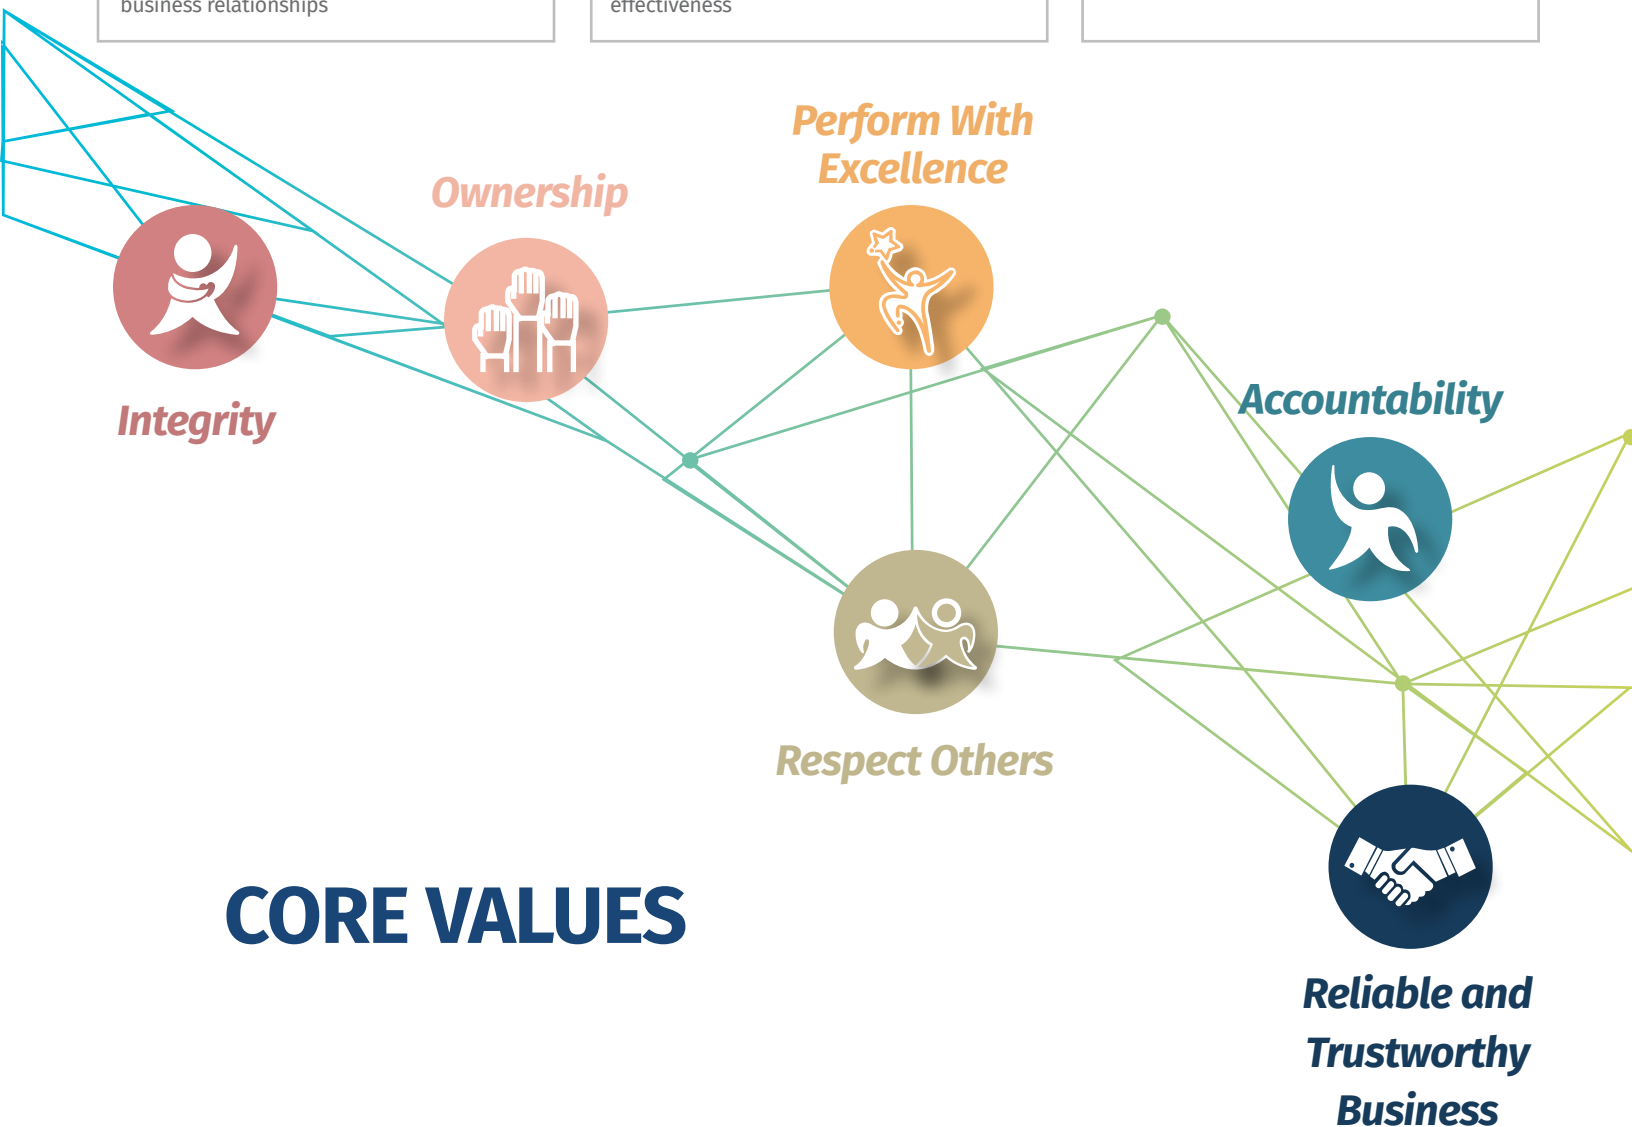 business relationships
effectiveness
Perform With
Excellence
Ownership
Integrity
Accountability
Respect Others
CORE VALUES
Reliable and
Trustworthy
Business